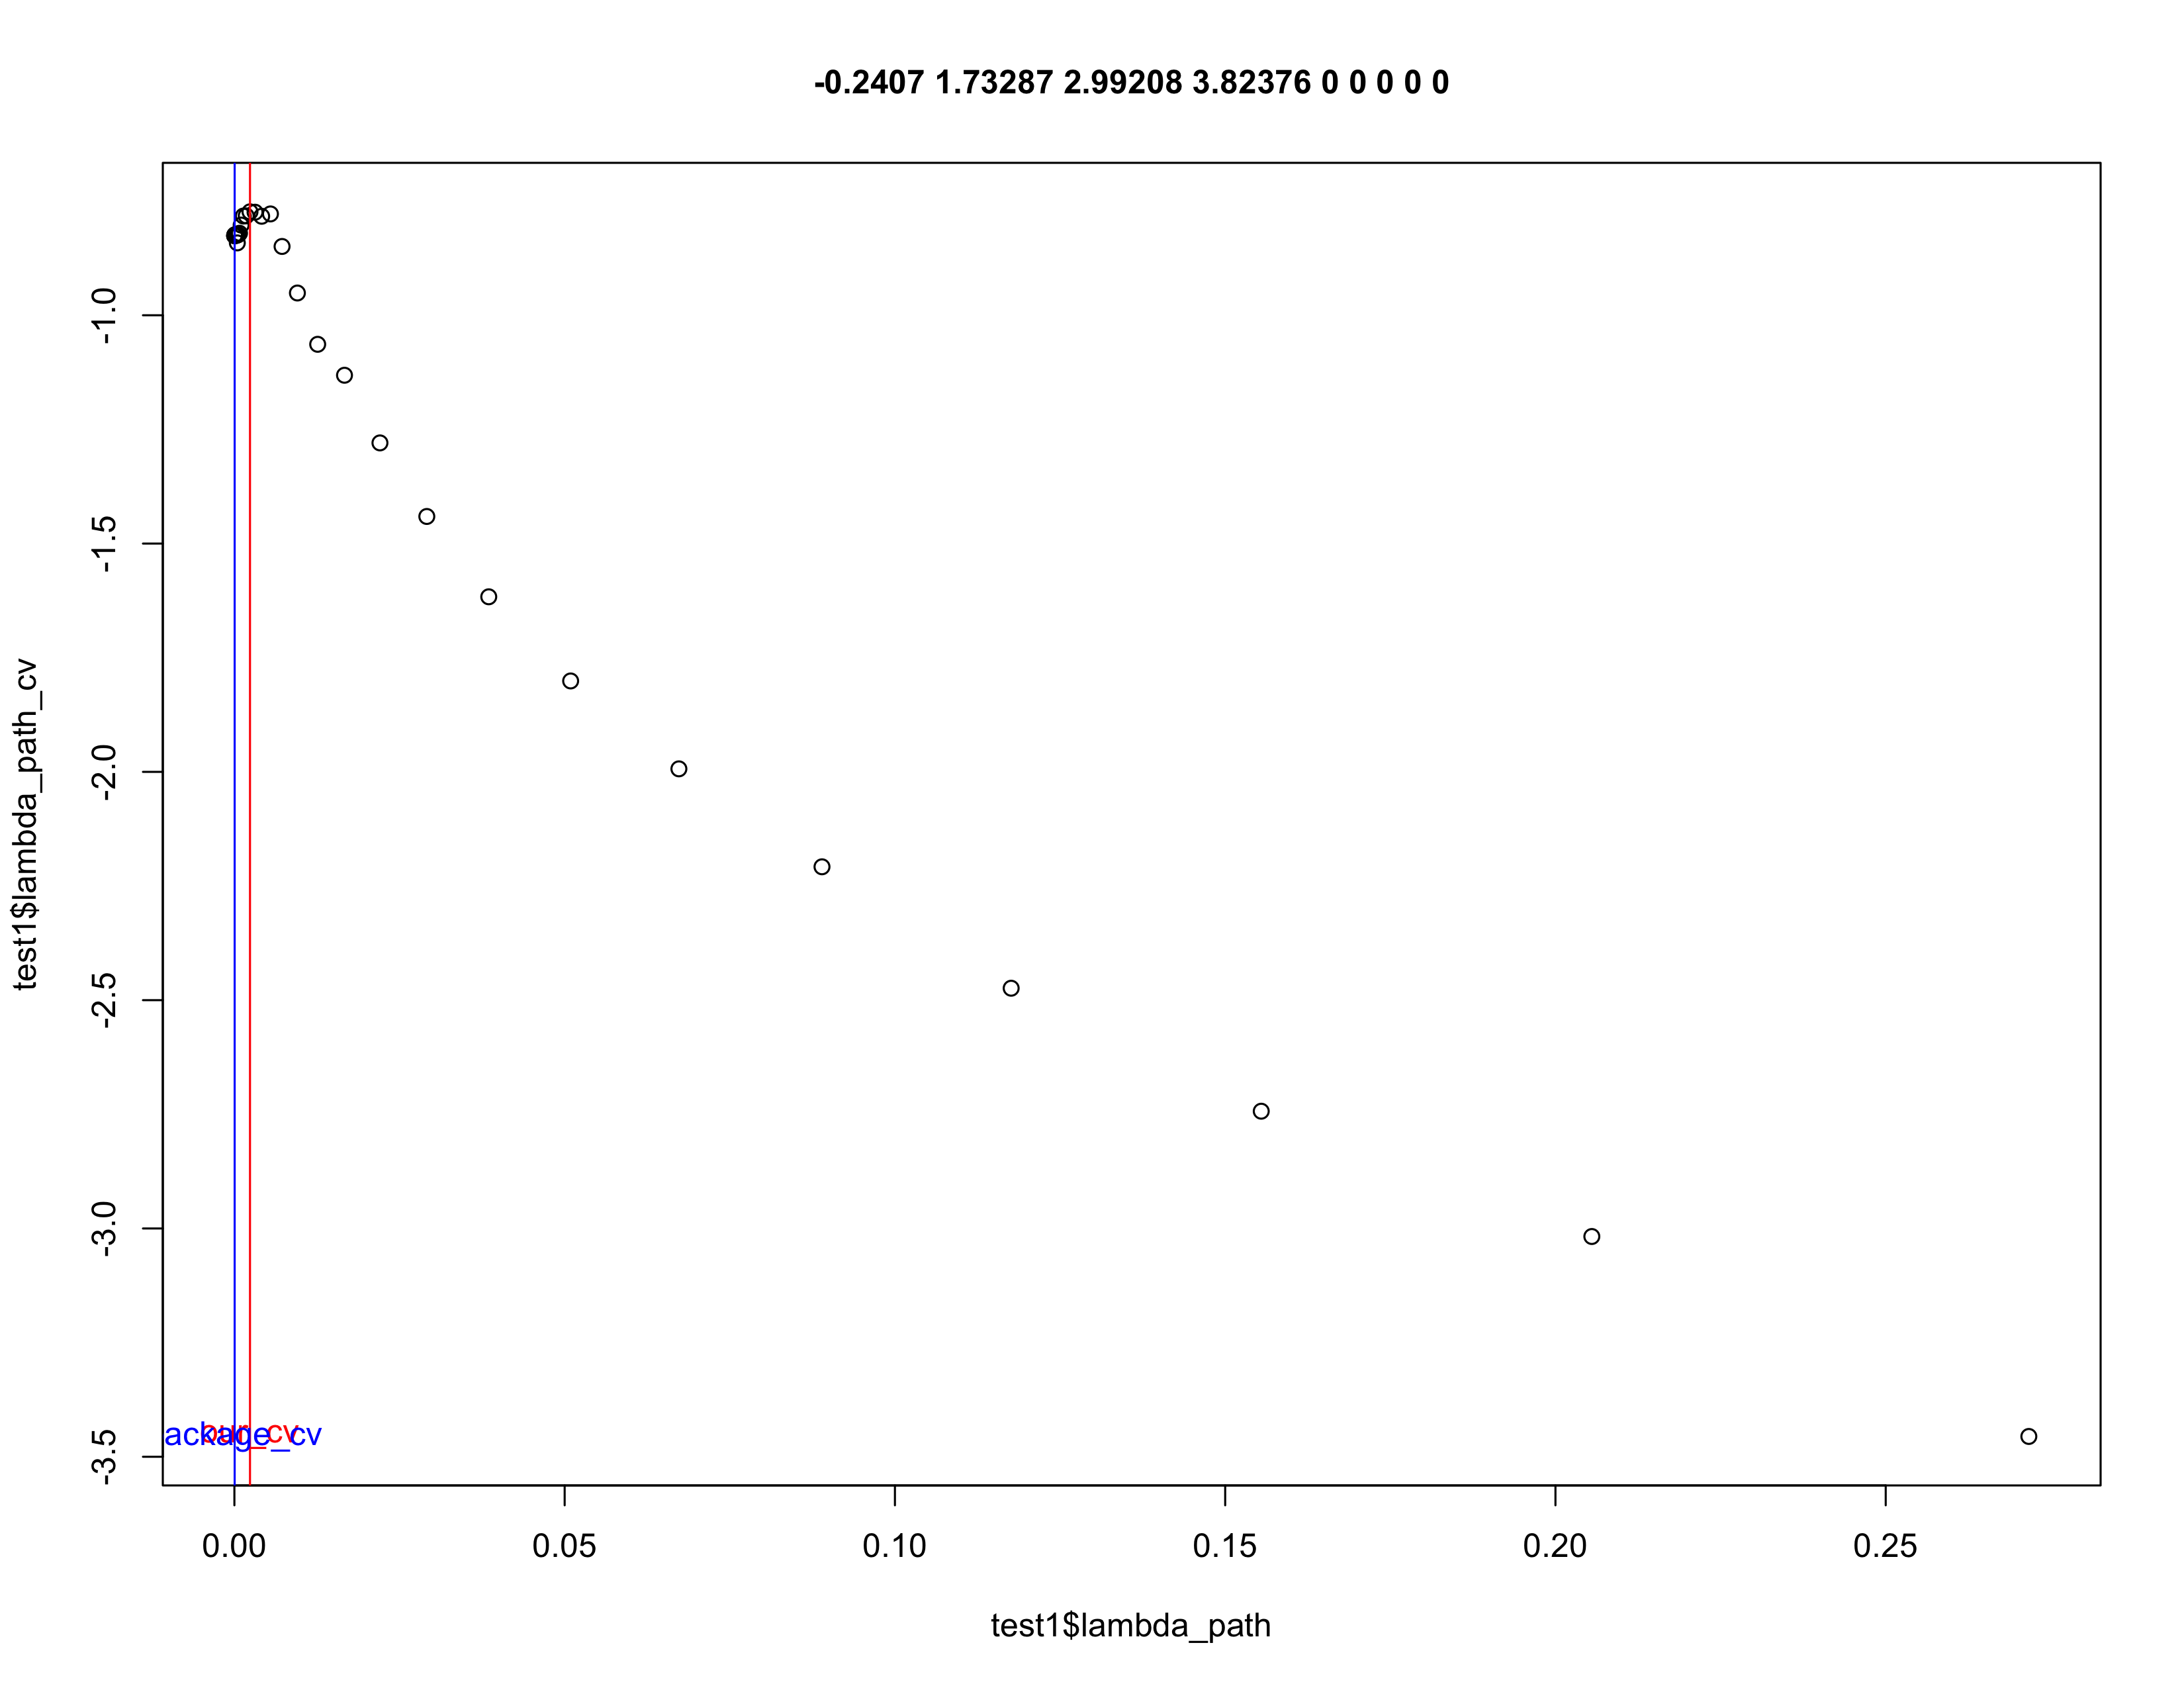 -0.2407 1.73287 2.99208 3.82376 0 0 0 0 0
test1$lambda_path_cv
-1.0
-1.5
-2.0
-2.5
-3.0
-3.5
our_cv
ackage_cv
0.00 0.05 0.10 0.15 0.20 0.25
test1$lambda_path